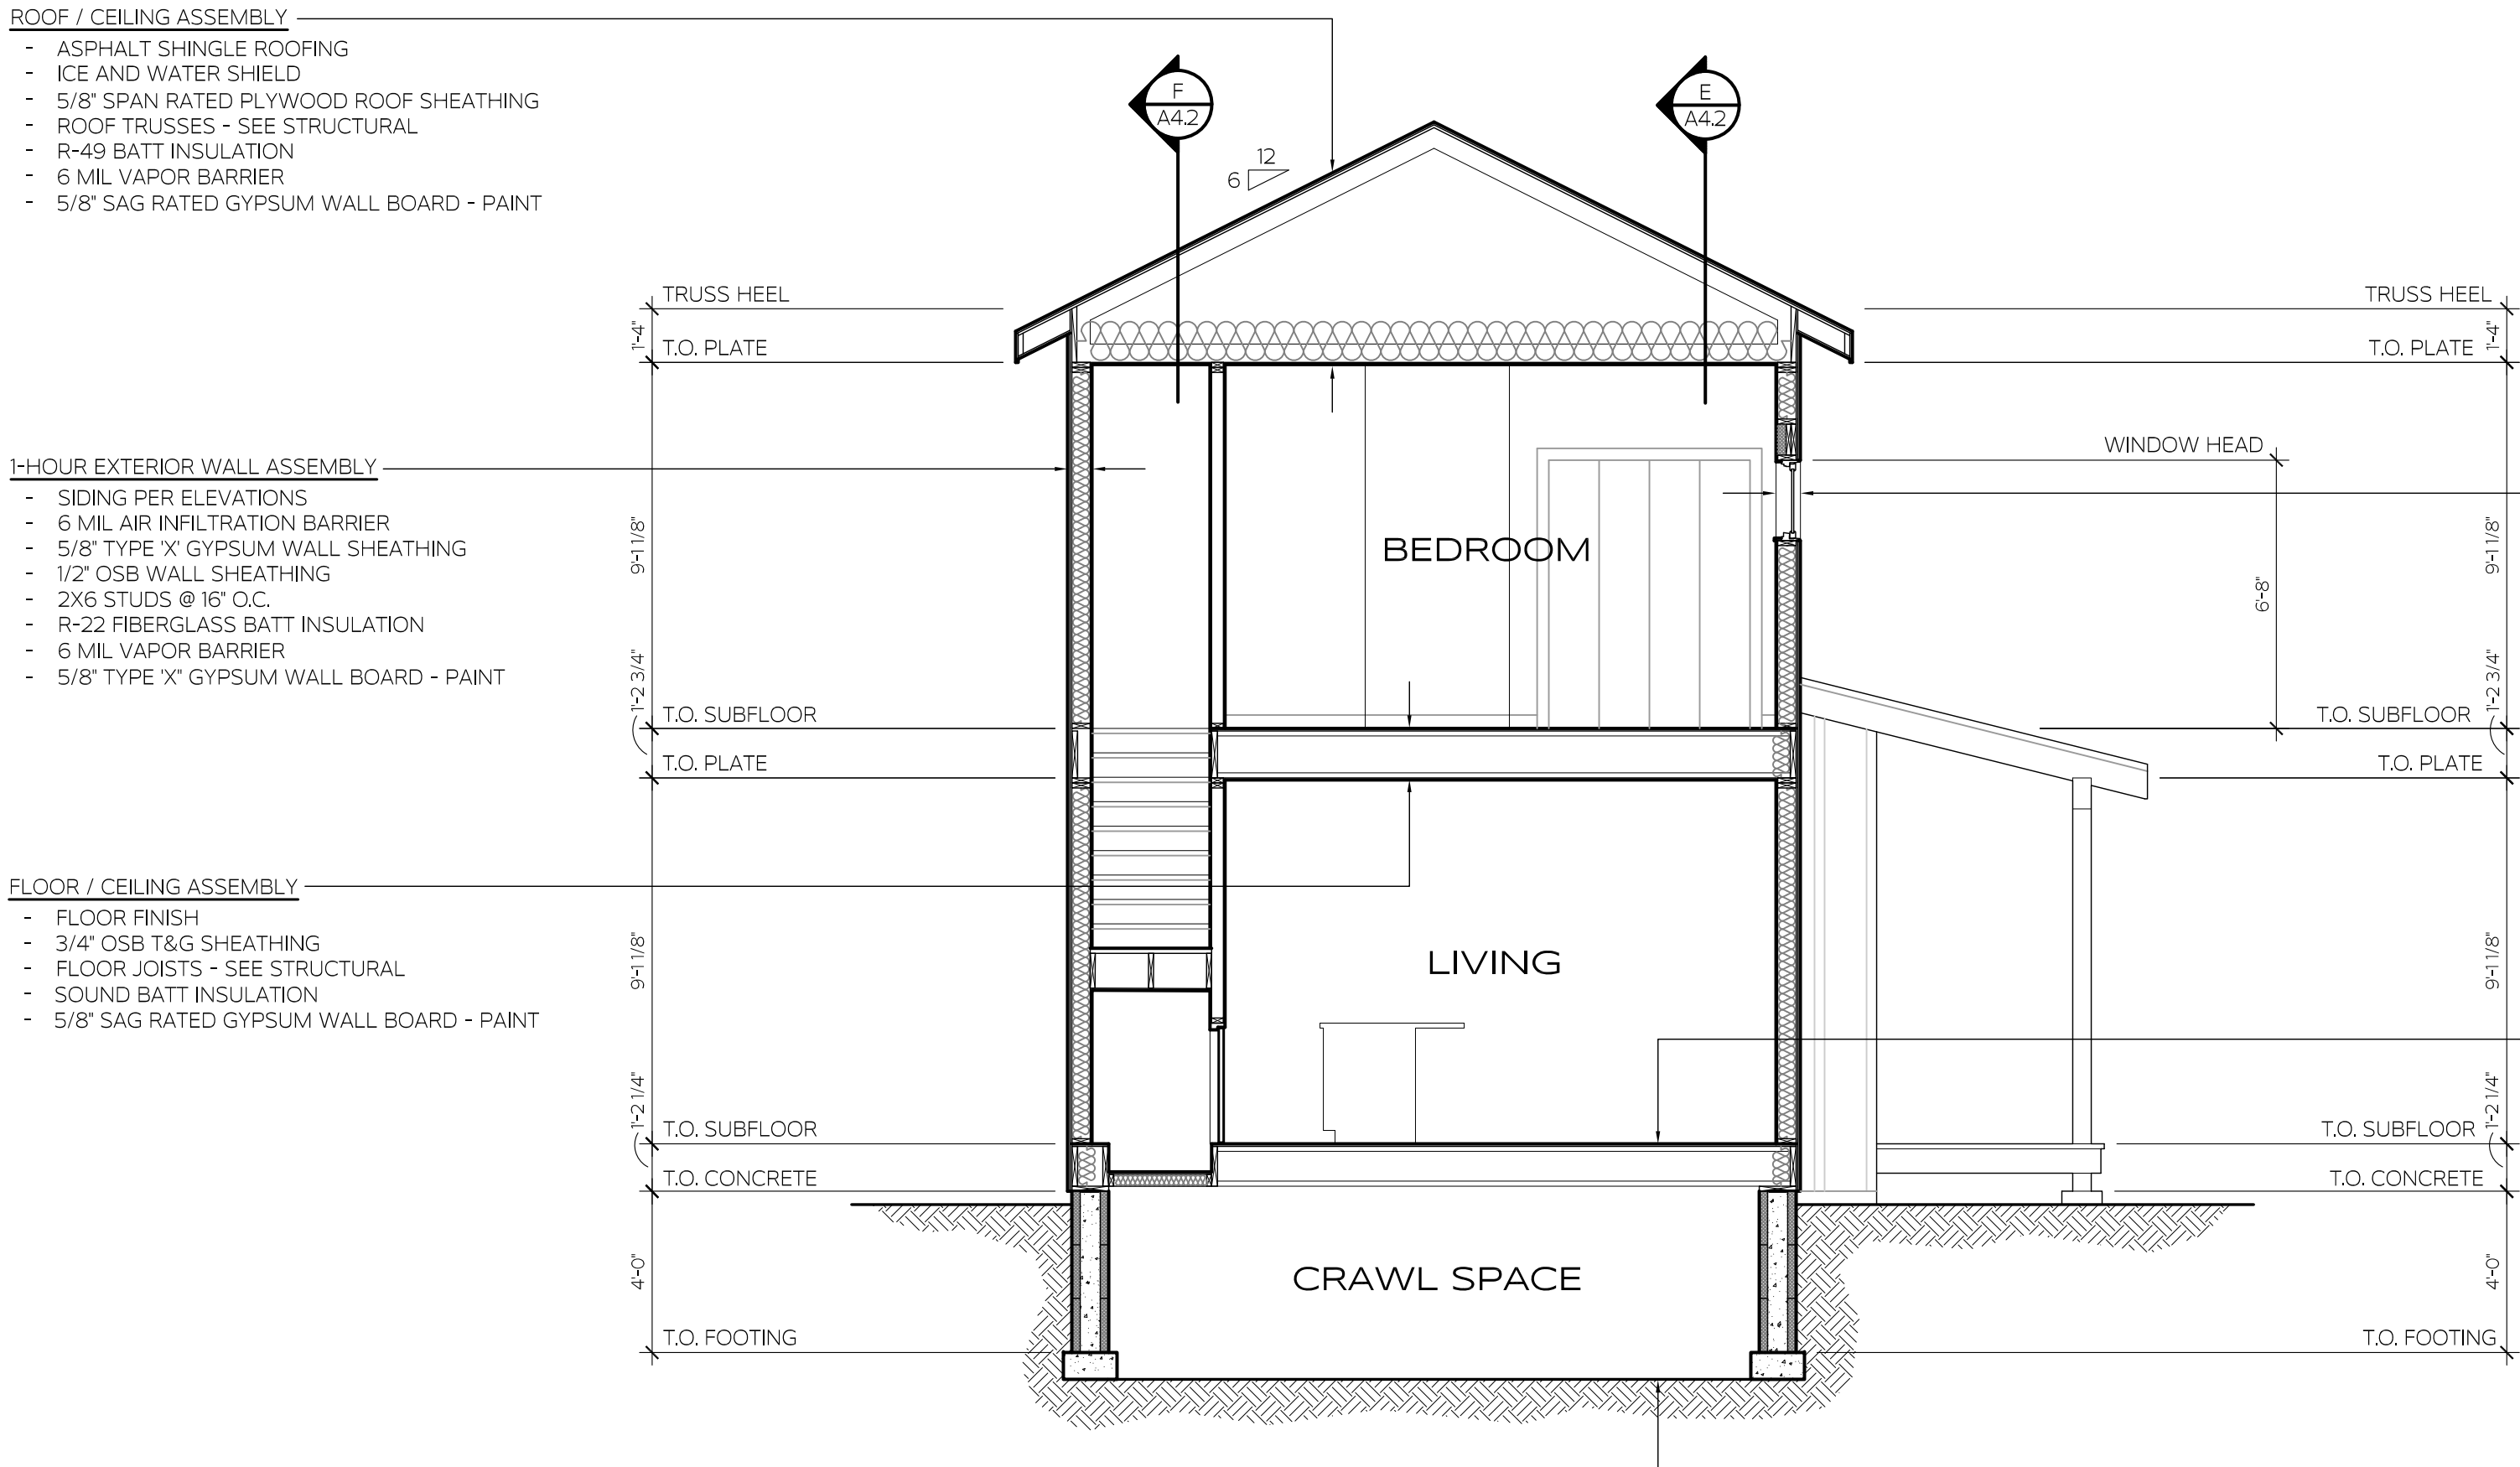 ROOF / CEILING ASSEMBLY
- ASPHALT SHINGLE ROOFING
- ICE AND WATER SHIELD
- 5/8" SPAN RATED PLYWOOD ROOF SHEATHING
- ROOF TRUSSES - SEE STRUCTURAL
- R-49 BATT INSULATION
- 6 MIL VAPOR BARRIER
- 5/8" SAG RATED GYPSUM WALL BOARD - PAINT
F
A4.2
E
A4.2
12
6
TRUSS HEEL
1'-4"
T.O. PLATE
TRUSS HEEL
1'-4"
T.O. PLATE
1-HOUR EXTERIOR WALL ASSEMBLY
- SIDING PER ELEVATIONS
- 6 MIL AIR INFILTRATION BARRIER
- 5/8" TYPE 'X' GYPSUM WALL SHEATHING
- 1/2" OSB WALL SHEATHING
- 2X6 STUDS @ 16" O.C.
- R-22 FIBERGLASS BATT INSULATION
- 6 MIL VAPOR BARRIER
- 5/8" TYPE 'X" GYPSUM WALL BOARD - PAINT
9'-1 1/8"
BEDROOM
WINDOW HEAD
6'-8"
9'-1 1/8"
1'-2 3/4"
T.O. SUBFLOOR
T.O. PLATE
T.O. SUBFLOOR
1'-2 3/4"
T.O. PLATE
FLOOR / CEILING ASSEMBLY
- FLOOR FINISH
- 3/4" OSB T&G SHEATHING
- FLOOR JOISTS - SEE STRUCTURAL
- SOUND BATT INSULATION
- 5/8" SAG RATED GYPSUM WALL BOARD - PAINT
9'-1 1/8"
LIVING
9'-1 1/8"
1'-2 1/4"
T.O. SUBFLOOR
T.O. CONCRETE
T.O. SUBFLOOR
1'-2 1/4"
T.O. CONCRETE
4'-0"
CRAWL SPACE
4'-0"
T.O. FOOTING
T.O. FOOTING